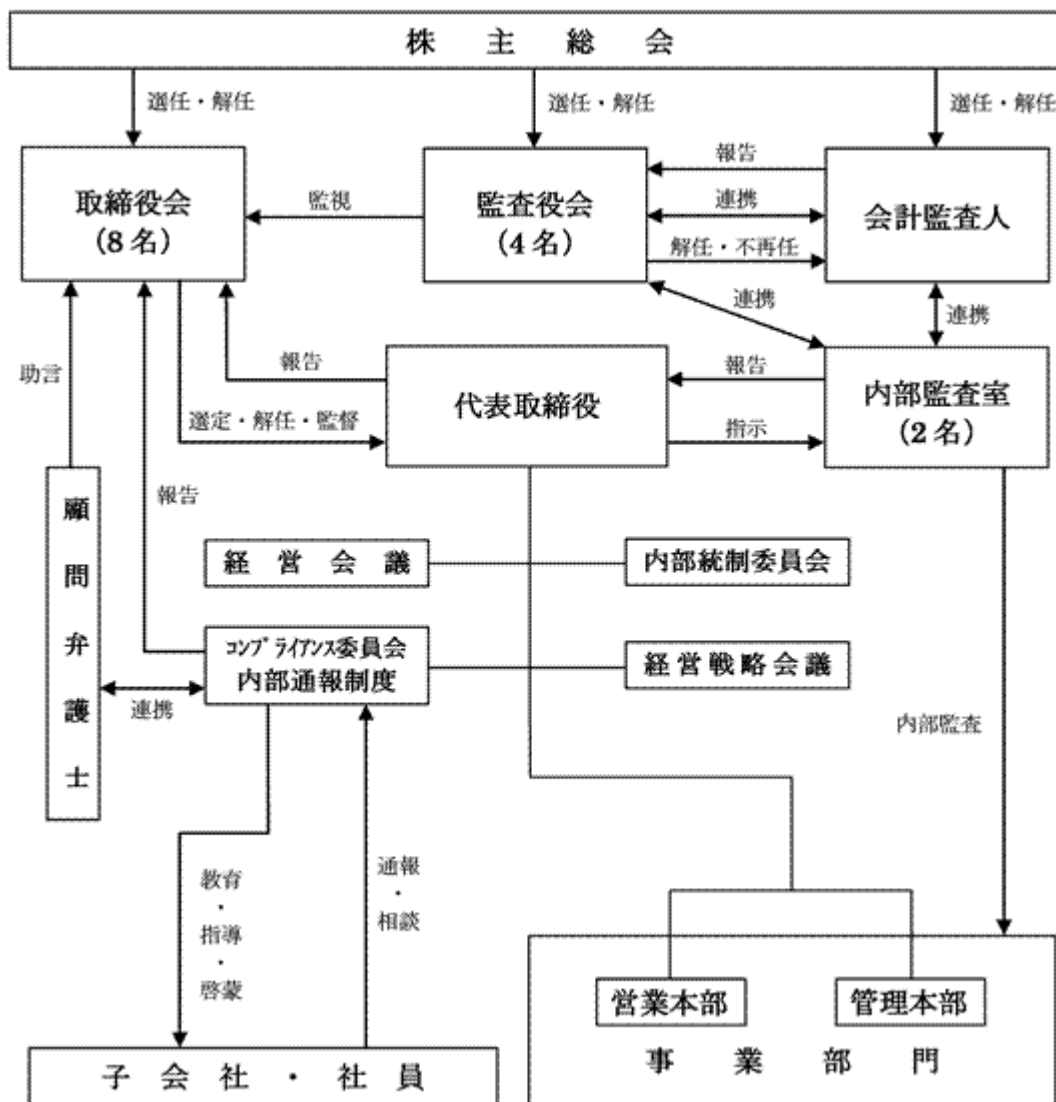 株主総会
選任・解任
選任・解任
選任・解任
取締役会
(8名)
監視
監査役会
(4名)
報告
連携
解任・不再任
会計監査人
連携
連携
助言
報告
選定・解任・監督
代表取締役
報告
指示
内部監査室
(2名)
報告
顧問弁護士
経営会議
内部統制委員会
コンプライアンス委員会
内部通報制度
経営戦略会議
連携
内部監査
教育
・
指導
・
啓蒙
通報
・
相談
営業本部
管理本部
事業部門
子会社・社員